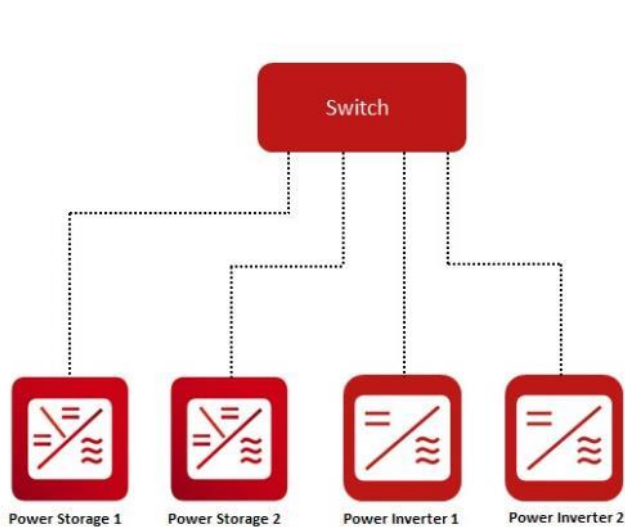 Switch
Power Storage 1
Power Storage 2
Power Inverter 1
Power Inverter 2